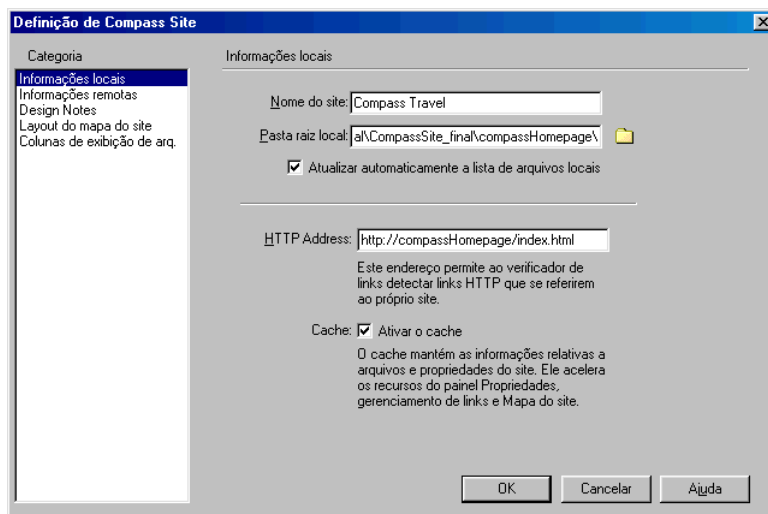 Definição de Compass Site
Categoria
Informações locais
Informações remotas
Design Notes
Layout do mapa do site
Colunas de exibição de arq.
Informações locais
Nome do site: Compass Travel
Pasta raiz local: al\CompassSite_final\compassHomepage\
Atualizar automaticamente a lista de arquivos locais
HTTP Address: http://compassHomepage/index.html
Este endereço permite ao verificador de
links detectar links HTTP que se referirem
ao próprio site.
Cache: Ativar o cache
O cache mantém as informações relativas a
arquivos e propriedades do site. Ele acelera
os recursos do painel Propriedades,
gerenciamento de links e Mapa do site.
OK Cancelar Ajuda